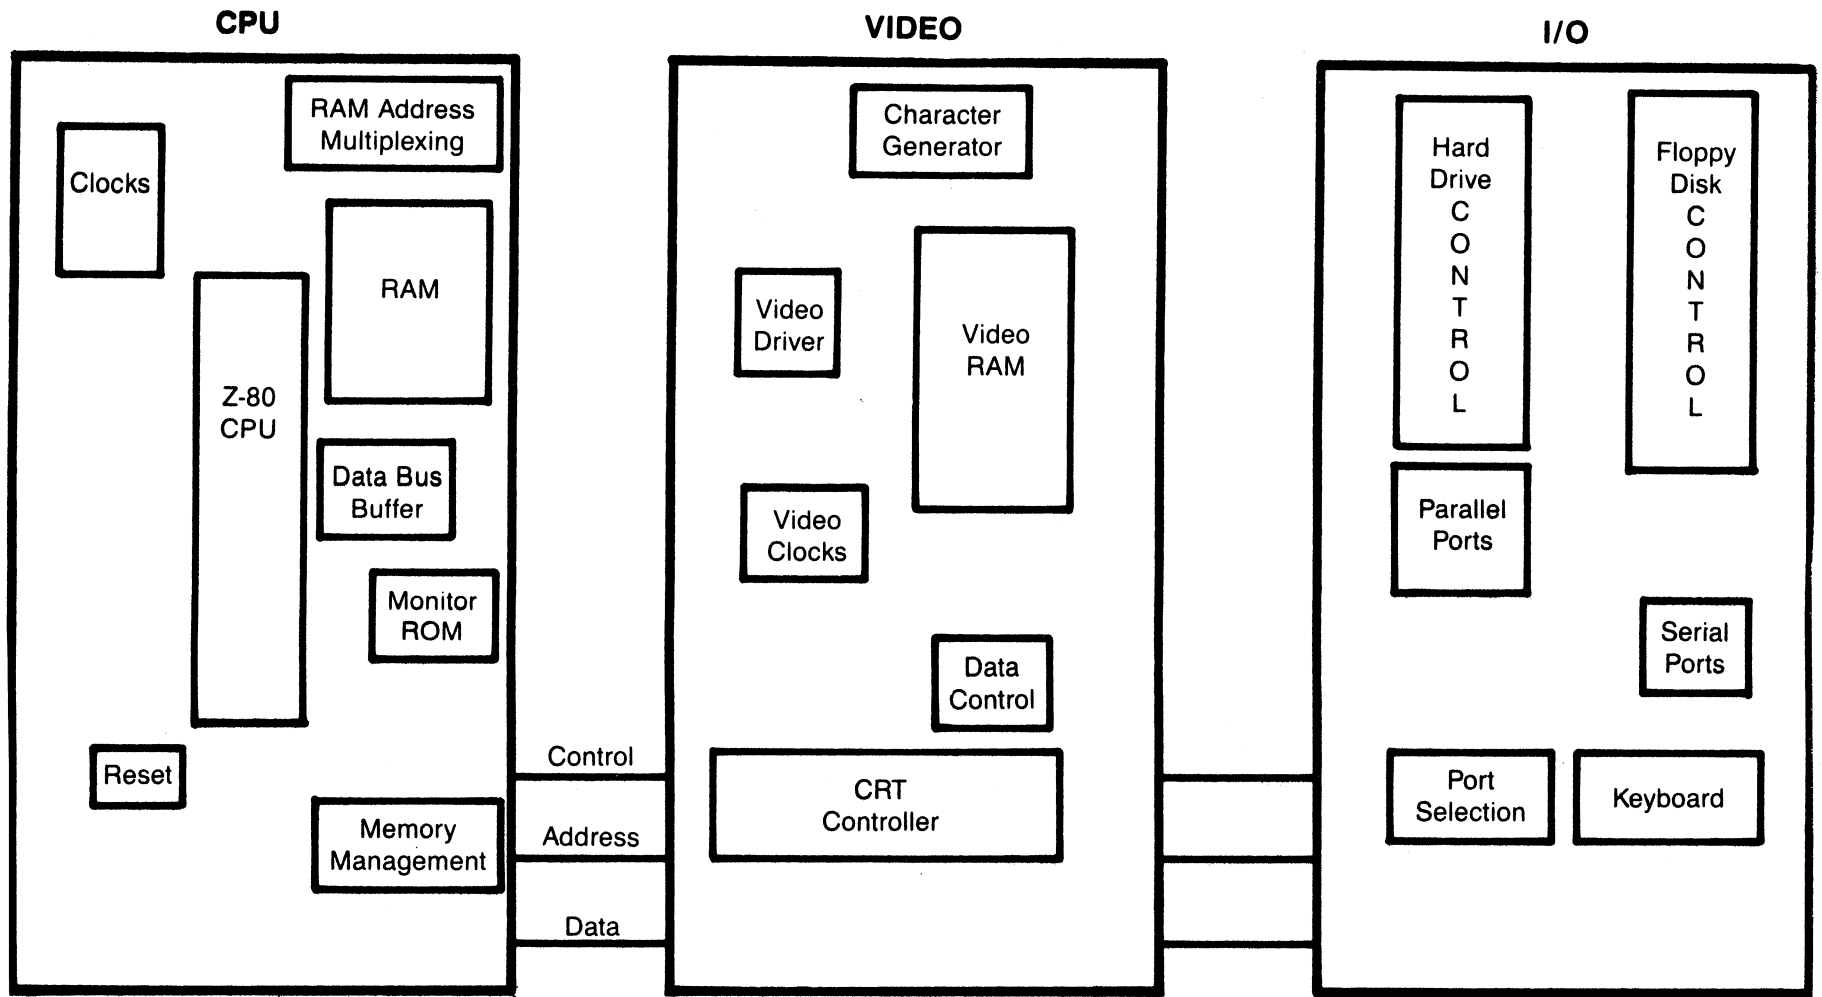 CPU
VIDEO
I/O
RAM Address
Multiplexing
Clocks
RAM
Z-80
CPU
Data Bus
Buffer
Monitor
ROM
Reset
Memory
Management
Control
Address
Data
Character
Generator
Video
Driver
Video
RAM
Video
Clocks
Data
Control
CRT
Controller
Hard
Drive
C
O
N
T
R
O
L
Floppy
Disk
C
O
N
T
R
O
L
Parallel
Ports
Serial
Ports
Port
Selection
Keyboard